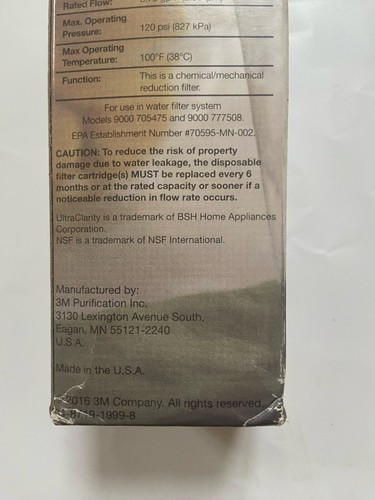 Rated Flow:
Max. Operating
Pressure:
120 psi (827 kPa)
Max Operating
Temperature:
100°F (38°C)
Function:
This is a chemical/mechanical
reduction filter.
For use in water filter system
Models 9000 705475 and 9000 777508.
EPA Establishment Number #70595-MN-002.
CAUTION: To reduce the risk of property
damage due to water leakage, the disposable
filter cartridge(s) MUST be replaced every 6
months or at the rated capacity or sooner if a
noticeable reduction in flow rate occurs.
UltraClarity is a trademark of BSH Home Appliances
Corporation.
NSF is a trademark of NSF International.
Manufactured by:
3M Purification Inc.
3130 Lexington Avenue South,
Eagan, MN 55121-2240
U.S.A.
Made in the U.S.A.
2016 3M Company. All rights reserved.